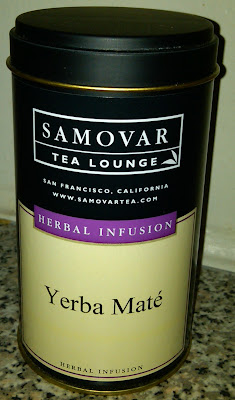 SAMOVAR
TEA LOUNGE
SAN FRANCISCO, CALIFORNIA
WWW.SAMOVARTEA.COM
HERBAL INFUSION
Yerba Maté
HERBAL INFUSION